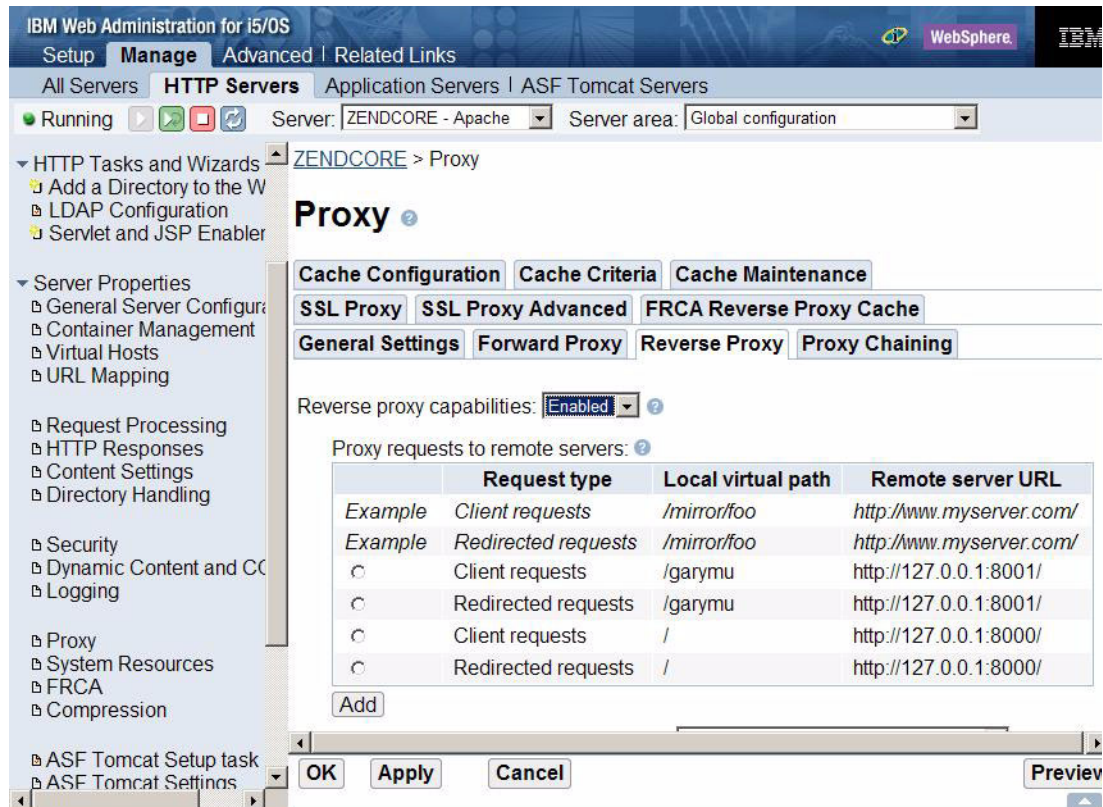 IBM Web Administration for i5/OS
WebSphere. IBM
Setup Manage Advanced | Related Links
All Servers HTTP Servers Application Servers | ASF Tomcat Servers
Running Server: ZENDCORE - Apache Server area: Global configuration
HTTP Tasks and Wizards
Add a Directory to the W
LDAP Configuration
Servlet and JSP Enabler
Server Properties
General Server Configura
Container Management
Virtual Hosts
URL Mapping
Request Processing
HTTP Responses
Content Settings
Directory Handling
Security
Dynamic Content and CG
Logging
Proxy
System Resources
FRCA
Compression
ASF Tomcat Setup task
ASF Tomcat Settings
ZENDCORE > Proxy
Proxy
Cache Configuration Cache Criteria Cache Maintenance
SSL Proxy SSL Proxy Advanced FRCA Reverse Proxy Cache
General Settings Forward Proxy Reverse Proxy Proxy Chaining
Reverse proxy capabilities: Enabled
Proxy requests to remote servers:
Request type Local virtual path Remote server URL
Example Client requests /mirror/foo http://www.myserver.com/
Example Redirected requests /mirror/foo http://www.myserver.com/
Client requests /garymu http://127.0.0.1:8001/
Redirected requests /garymu http://127.0.0.1:8001/
Client requests / http://127.0.0.1:8000/
Redirected requests / http://127.0.0.1:8000/
Add
OK Apply Cancel Preview